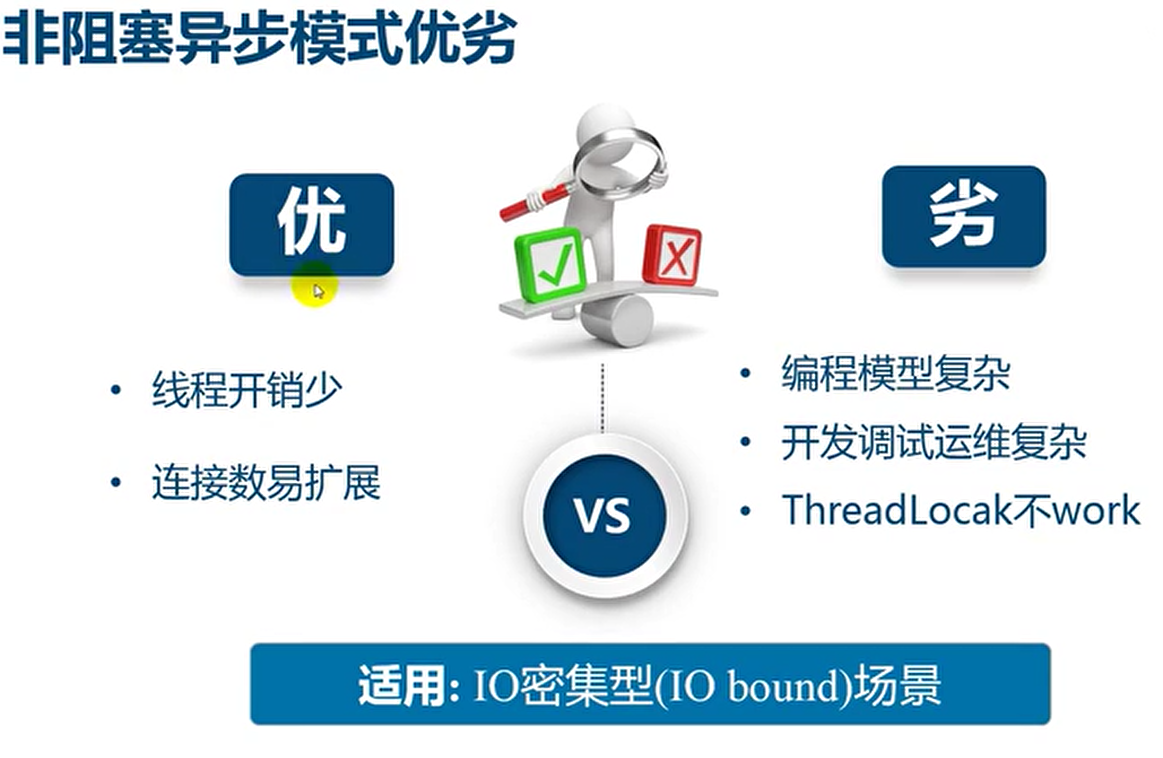 非阻塞异步模式优劣
优
劣
• 线程开销少
• 连接数易扩展
VS
• 编程模型复杂
• 开发调试运维复杂
• ThreadLocak不work
适用: IO密集型(IO bound)场景